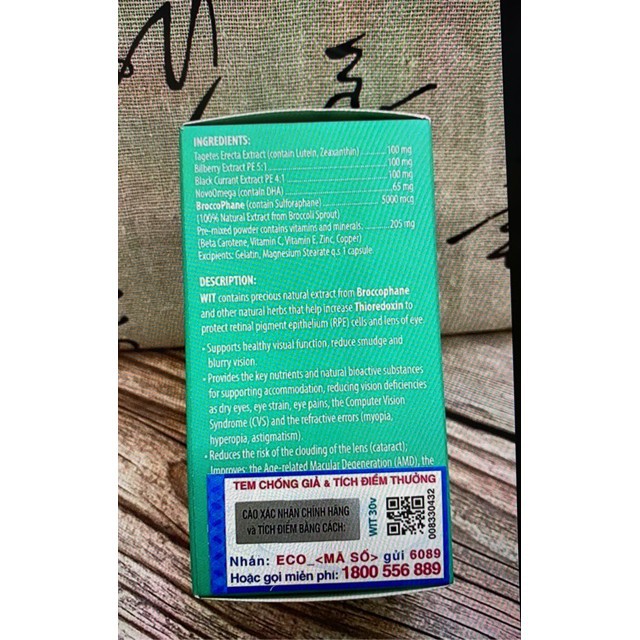 INGREDIENTS:
Tagetes Erecta Extract (contain Lutein, Zeaxanthin) 100 mg
Bilberry Extract PE 5:1 100 mg
Black Currant Extract PE 4:1 100 mg
NovoOmega (contain DHA) 65 mg
BroccoPhane (contain Sulforaphane) 5000 mcg
(100% Natural Extract from Broccoli Sprout)
Pre-mixed powder contains vitamins and minerals 205 mg
(Beta Carotene, Vitamin C, Vitamin E, Zinc, Copper)
Excipients: Gelatin, Magnesium Stearate q.s 1 capsule
DESCRIPTION:
WIT contains precious natural extract from Broccophane
and other natural herbs that help increase Thioredoxin to
protect retinal pigment epithelium (RPE) cells and lens of eye.
- Supports healthy visual function, reduce smudge and
blurry vision.
- Provides the key nutrients and natural bioactive substances
for supporting accommodation, reducing vision deficiencies
as dry eyes, eye strain, eye pains, the Computer Vision
Syndrome (CVS) and the refractive errors (myopia,
hyperopia, astigmatism).
- Reduces the risk of the clouding of the lens (cataract);
Improves: the Age-related Macular Degeneration (AMD), the
TEM CHỐNG GIẢ & TÍCH ĐIỂM THƯỞNG
CÀO XÁC NHẬN CHÍNH HÃNG
và TÍCH ĐIỂM BẰNG CÁCH:
WIT 30v
008330432
Nhắn: ECO_<MÃ SỐ> gửi 6089
Hoặc gọi miễn phí: 1800 556 889